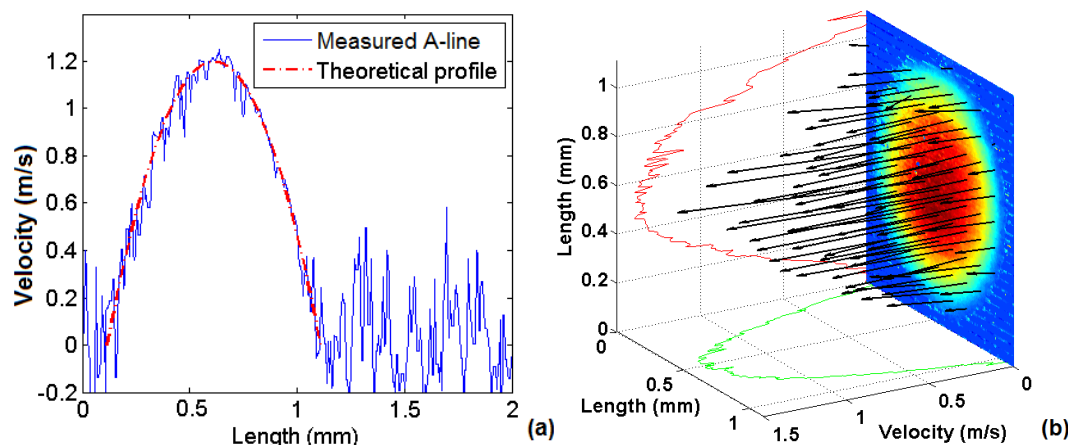 Measured A-line
Theoretical profile
1.2
1
0.8
0.6
0.4
0.2
0
-0.2
Velocity (m/s)
0
0.5
1
1.5
2
Length (mm)
(a)
1
0.8
0.6
0.4
0.2
0
Length (mm)
0
0.5
1
Length (mm)
1.5
1
0.5
0
Velocity (m/s)
(b)